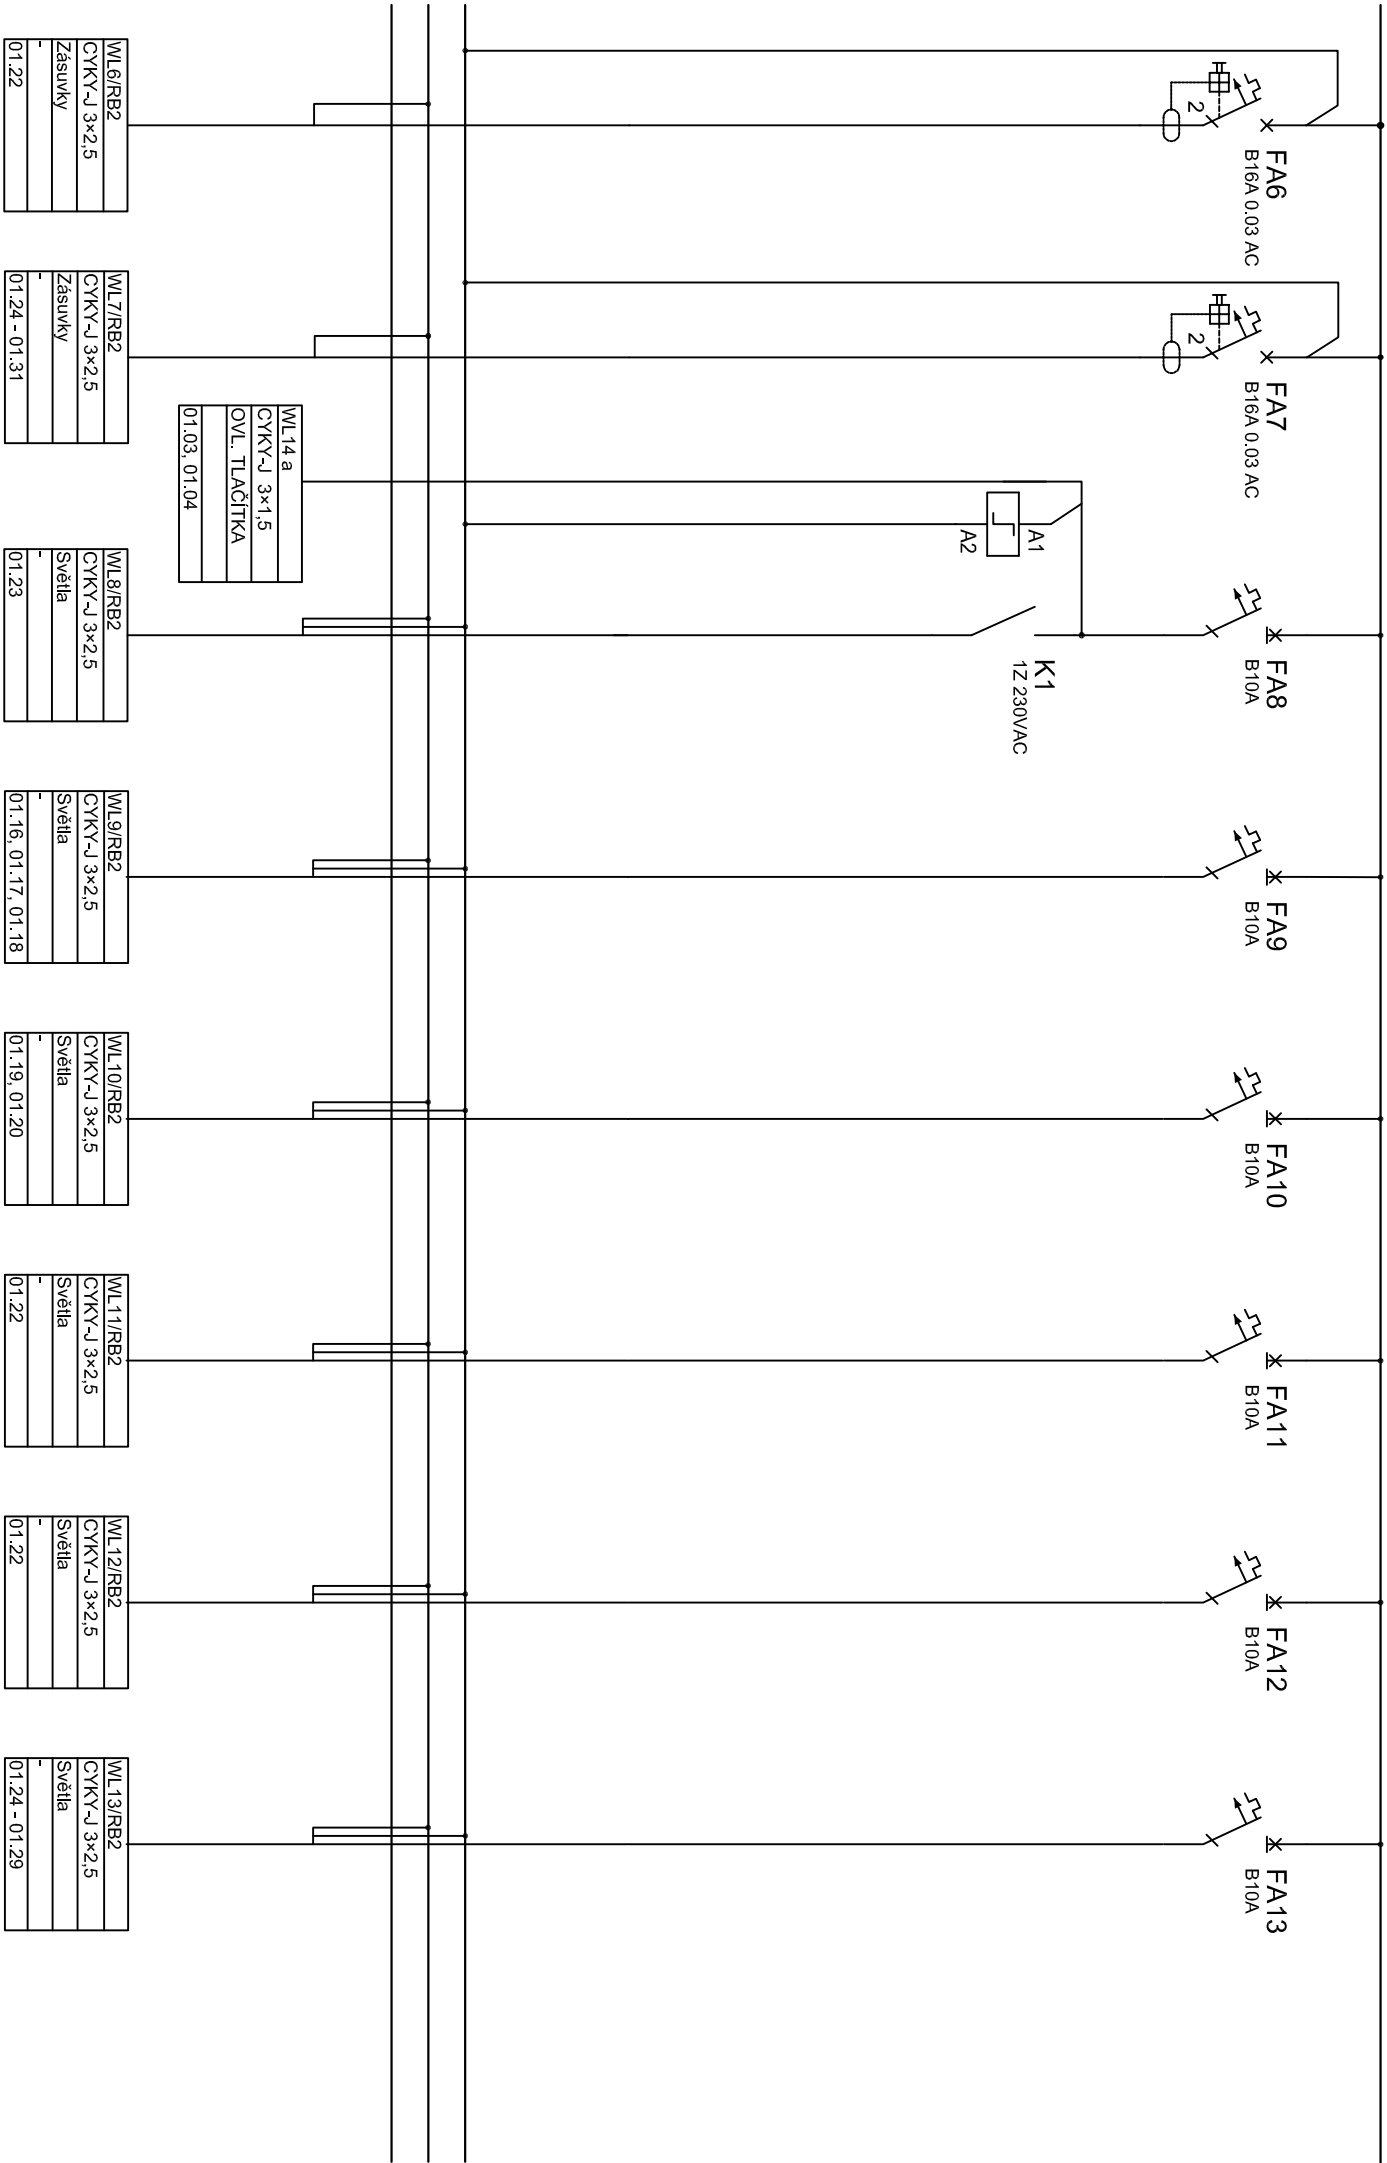 FA6
B16A 0.03 AC
2
FA7
B16A 0.03 AC
2
FA8
B10A
FA9
B10A
FA10
B10A
FA11
B10A
FA12
B10A
FA13
B10A
A1
A2
K1
1Z 230VAC
WL14 a
CYKY-J 3×1,5
OVL. TLAČÍTKA
01.03, 01.04
WL6/RB2
CYKY-J 3×2,5
Zásuvky
-
01.22
WL7/RB2
CYKY-J 3×2,5
Zásuvky
-
01.24 - 01.31
WL8/RB2
CYKY-J 3×2,5
Světla
-
01.23
WL9/RB2
CYKY-J 3×2,5
Světla
-
01.16, 01.17, 01.18
WL10/RB2
CYKY-J 3×2,5
Světla
-
01.19, 01.20
WL11/RB2
CYKY-J 3×2,5
Světla
-
01.22
WL12/RB2
CYKY-J 3×2,5
Světla
-
01.22
WL13/RB2
CYKY-J 3×2,5
Světla
-
01.24 - 01.29